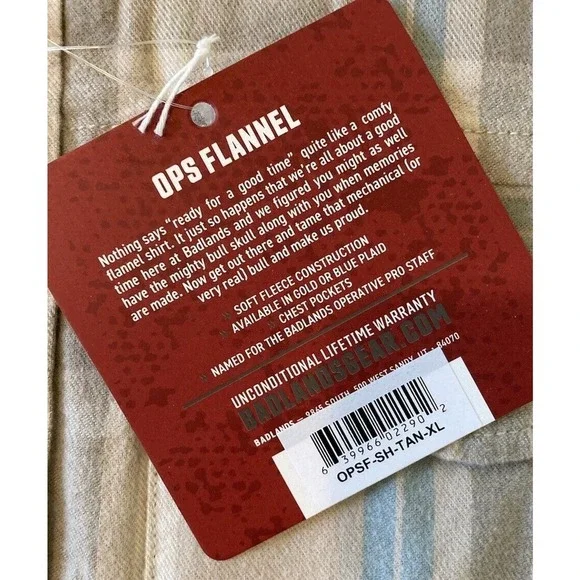 OPS FLANNEL
Nothing says "ready for a good time" quite like a comfy
flannel shirt. It just so happens that we're all about a good
time here at Badlands and we figured you might as well
have the mighty bull skull along with you when memories
are made. Now get out there and tame that mechanical (or
very real) bull and make us proud.
SOFT FLEECE CONSTRUCTION
AVAILABLE IN GOLD OR BLUE PLAID
CHEST POCKETS
NAMED FOR THE BADLANDS OPERATIVE PRO STAFF
UNCONDITIONAL LIFETIME WARRANTY
BADLANDSGEAR.COM
BADLANDS – 9845 SOUTH, 500 WEST SANDY, UT - 84070
6 39966 02290 2
OPSF-SH-TAN-XL